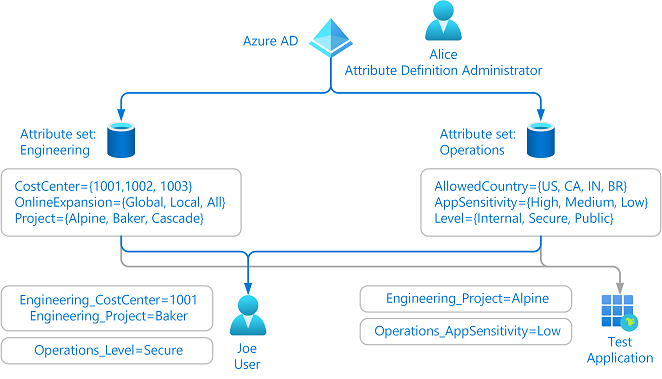 Azure AD
Alice
Attribute Definition Administrator
Attribute set:
Engineering
Attribute set:
Operations
CostCenter={1001,1002, 1003}
OnlineExpansion={Global, Local, All}
Project={Alpine, Baker, Cascade}
AllowedCountry={US, CA, IN, BR}
AppSensitivity={High, Medium, Low}
Level={Internal, Secure, Public}
Engineering_CostCenter=1001
Engineering_Project=Baker
Operations_Level=Secure
Joe
User
Engineering_Project=Alpine
Operations_AppSensitivity=Low
Test
Application